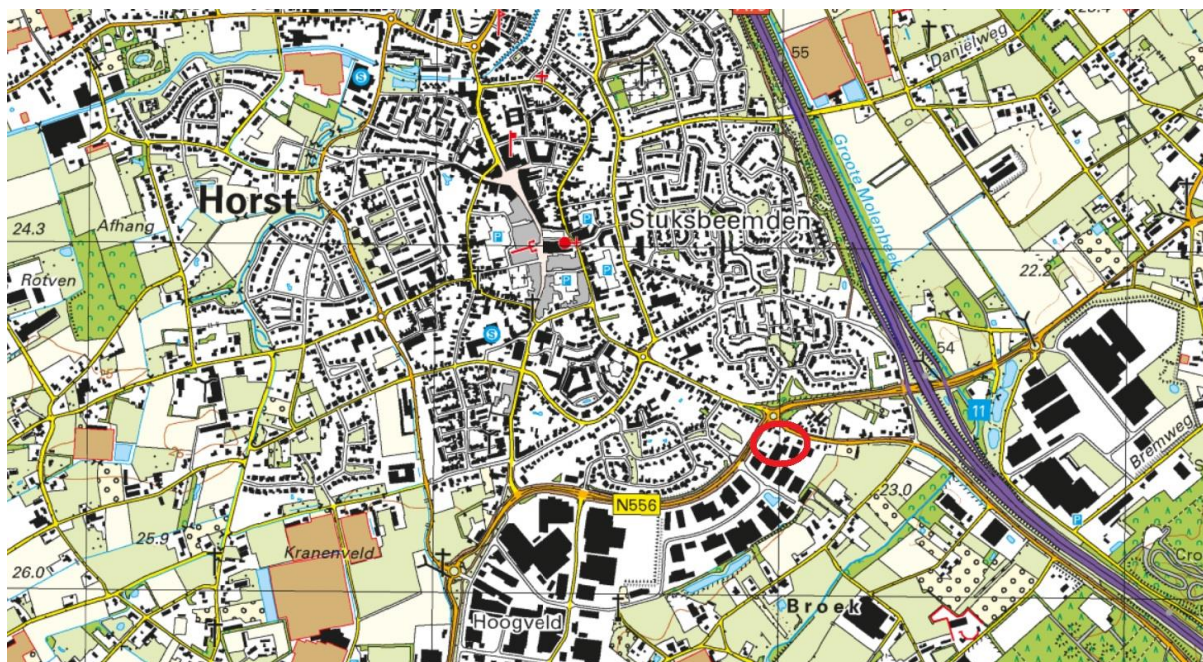 55
Daniëlweg
S
Groote Molenbeek
Horst
Stuksbeemden
P
P
24.3
Afhang
Rotven
P
P
22.2
S
54
11
Bremweg
N556
23.0
P
25.9
Kranenveld
26.0
Broek
Hoogveld